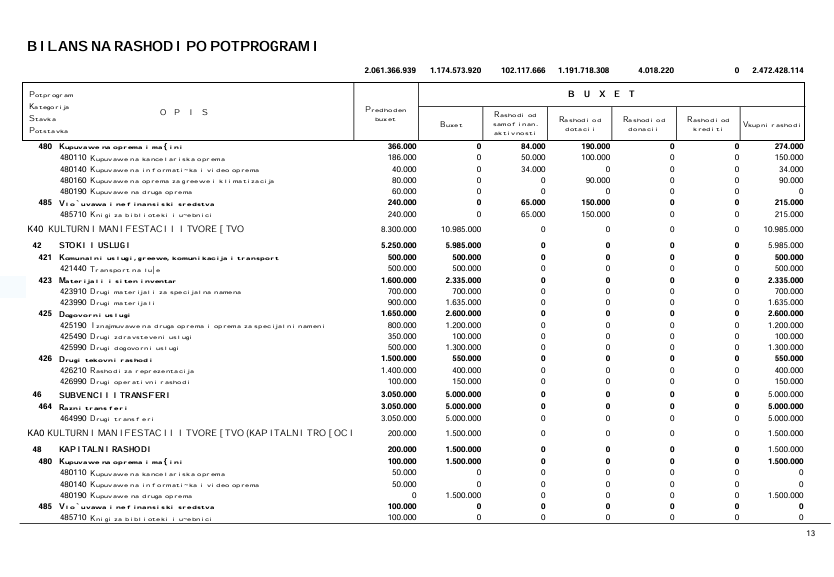 BILANS NA RASHODI PO POTPROGRAMI
2.061.366.939 1.174.573.920 102.117.666 1.191.718.308 4.018.220 0 2.472.428.114
Potprogram
Kategorija
Stavka
Potstavka
O P I S
Predhoden buxet
B U X E T
Buxet
Rashodi od samofinan. aktivnosti
Rashodi od dotacii
Rashodi od donacii
Rashodi od krediti
Vkupni rashodi
480 Kupuvawe na oprema i ma{ini 366.000 0 84.000 190.000 0 0 274.000
480110 Kupuvawe na kancelariska oprema 186.000 0 50.000 100.000 0 0 150.000
480140 Kupuvawe na informati~ka i video oprema 40.000 0 34.000 0 0 0 34.000
480160 Kupuvawe na oprema za greewe i klimatizacija 80.000 0 0 90.000 0 0 90.000
480190 Kupuvawe na druga oprema 60.000 0 0 0 0 0 0
485 Vlo`uvawa i nefinansiski sredstva 240.000 0 65.000 150.000 0 0 215.000
485710 Knigi za biblioteki i u~ebnici 240.000 0 65.000 150.000 0 0 215.000
K40 KULTURNI MANIFESTACII I TVORE[TVO 8.300.000 10.985.000 0 0 0 0 10.985.000
42 STOKI I USLUGI 5.250.000 5.985.000 0 0 0 0 5.985.000
421 Komunalni uslugi, greewe, komunikacija i transport 500.000 500.000 0 0 0 0 500.000
421440 Transport na lu|e 500.000 500.000 0 0 0 0 500.000
423 Materijali i siten inventar 1.600.000 2.335.000 0 0 0 0 2.335.000
423910 Drugi materijali za specijalna namena 700.000 700.000 0 0 0 0 700.000
423990 Drugi materijali 900.000 1.635.000 0 0 0 0 1.635.000
425 Dogovorni uslugi 1.650.000 2.600.000 0 0 0 0 2.600.000
425190 Iznajmuvawe na druga oprema i oprema za specijalni nameni 800.000 1.200.000 0 0 0 0 1.200.000
425490 Drugi zdravstveni uslugi 350.000 100.000 0 0 0 0 100.000
425990 Drugi dogovorni uslugi 500.000 1.300.000 0 0 0 0 1.300.000
426 Drugi tekovni rashodi 1.500.000 550.000 0 0 0 0 550.000
426210 Rashodi za reprezentacija 1.400.000 400.000 0 0 0 0 400.000
426990 Drugi operativni rashodi 100.000 150.000 0 0 0 0 150.000
46 SUBVENCII I TRANSFERI 3.050.000 5.000.000 0 0 0 0 5.000.000
464 Razni transferi 3.050.000 5.000.000 0 0 0 0 5.000.000
464990 Drugi transferi 3.050.000 5.000.000 0 0 0 0 5.000.000
KA0 KULTURNI MANIFESTACII I TVORE[TVO (KAPITALNI TRO[OCI 200.000 1.500.000 0 0 0 0 1.500.000
48 KAPITALNI RASHODI 200.000 1.500.000 0 0 0 0 1.500.000
480 Kupuvawe na oprema i ma{ini 100.000 1.500.000 0 0 0 0 1.500.000
480110 Kupuvawe na kancelariska oprema 50.000 0 0 0 0 0 0
480140 Kupuvawe na informati~ka i video oprema 50.000 0 0 0 0 0 0
480190 Kupuvawe na druga oprema 0 1.500.000 0 0 0 0 1.500.000
485 Vlo`uvawa i nefinansiski sredstva 100.000 0 0 0 0 0 0
485710 Knigi za biblioteki i u~ebnici 100.000 0 0 0 0 0 0
13